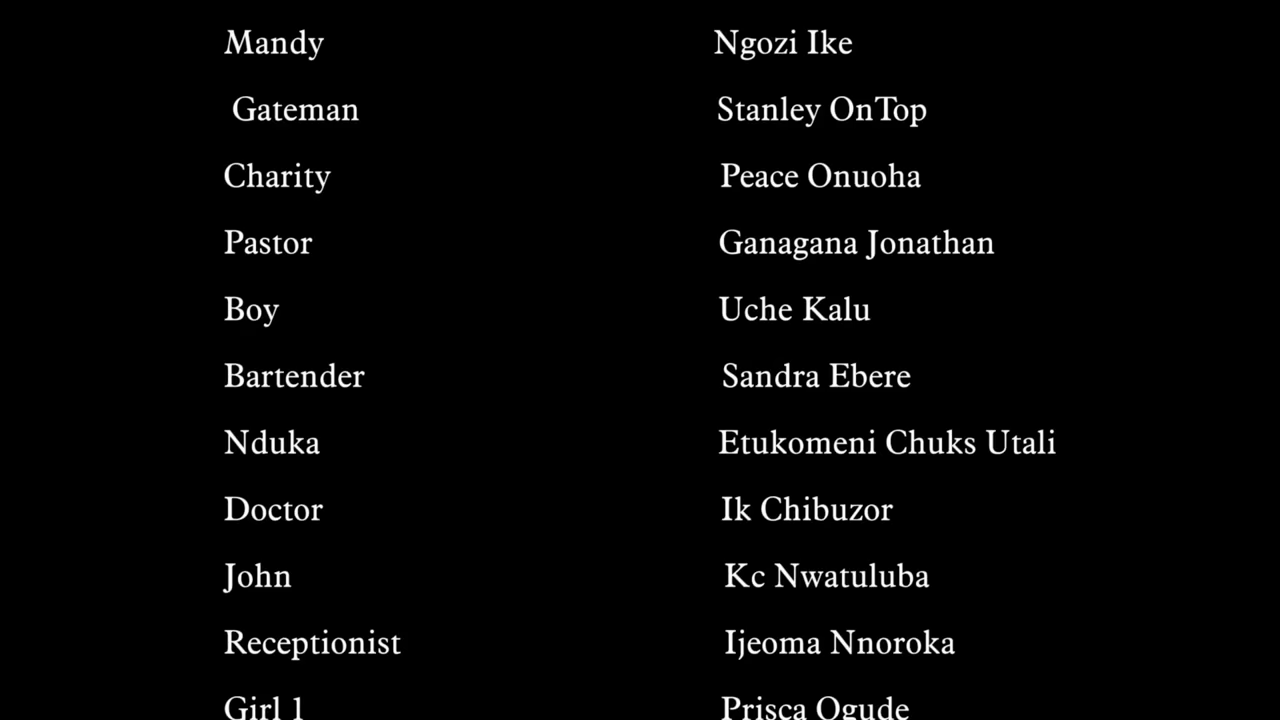 Mandy Ngozi Ike
Gateman Stanley OnTop
Charity Peace Onuoha
Pastor Ganagana Jonathan
Boy Uche Kalu
Bartender Sandra Ebere
Nduka Etukomeni Chuks Utali
Doctor Ik Chibuzor
John Kc Nwatuluba
Receptionist Ijeoma Nnoroka
Girl 1 Prisca Ogude